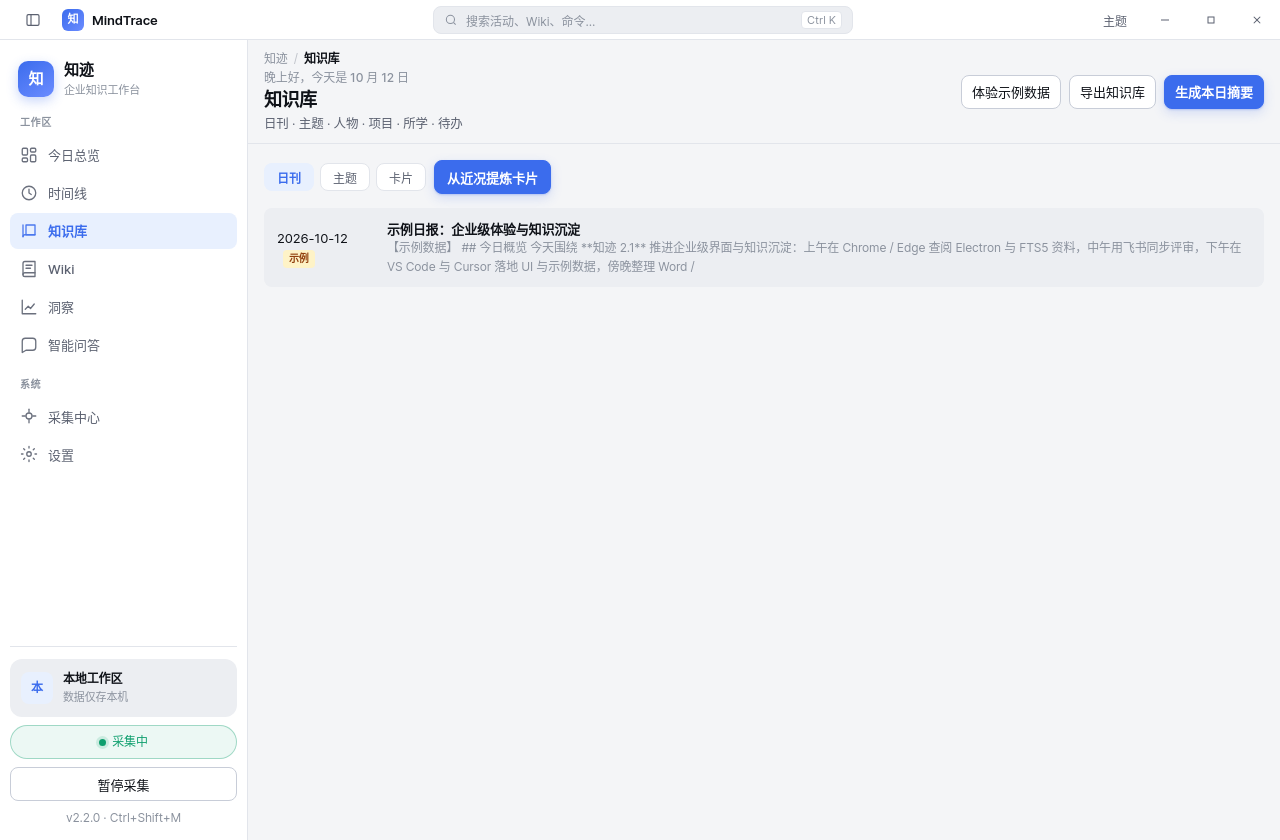 知 MindTrace
搜索活动、Wiki、命令... Ctrl K
主题
知 知迹
企业知识工作台
工作区
今日总览
时间线
知识库
Wiki
洞察
智能问答
系统
采集中心
设置
本 本地工作区
数据仅存本机
采集中
暂停采集
v2.2.0 · Ctrl+Shift+M
知迹 / 知识库
晚上好，今天是 10 月 12 日
知识库
日刊 · 主题 · 人物 · 项目 · 所学 · 待办
体验示例数据 导出知识库 生成本日摘要
日刊 主题 卡片 从近况提炼卡片
2026-10-12
示例
示例日报：企业级体验与知识沉淀
【示例数据】 ## 今日概览 今天围绕 **知迹 2.1** 推进企业级界面与知识沉淀：上午在 Chrome / Edge 查阅 Electron 与 FTS5 资料，中午用飞书同步评审，下午在
VS Code 与 Cursor 落地 UI 与示例数据，傍晚整理 Word /